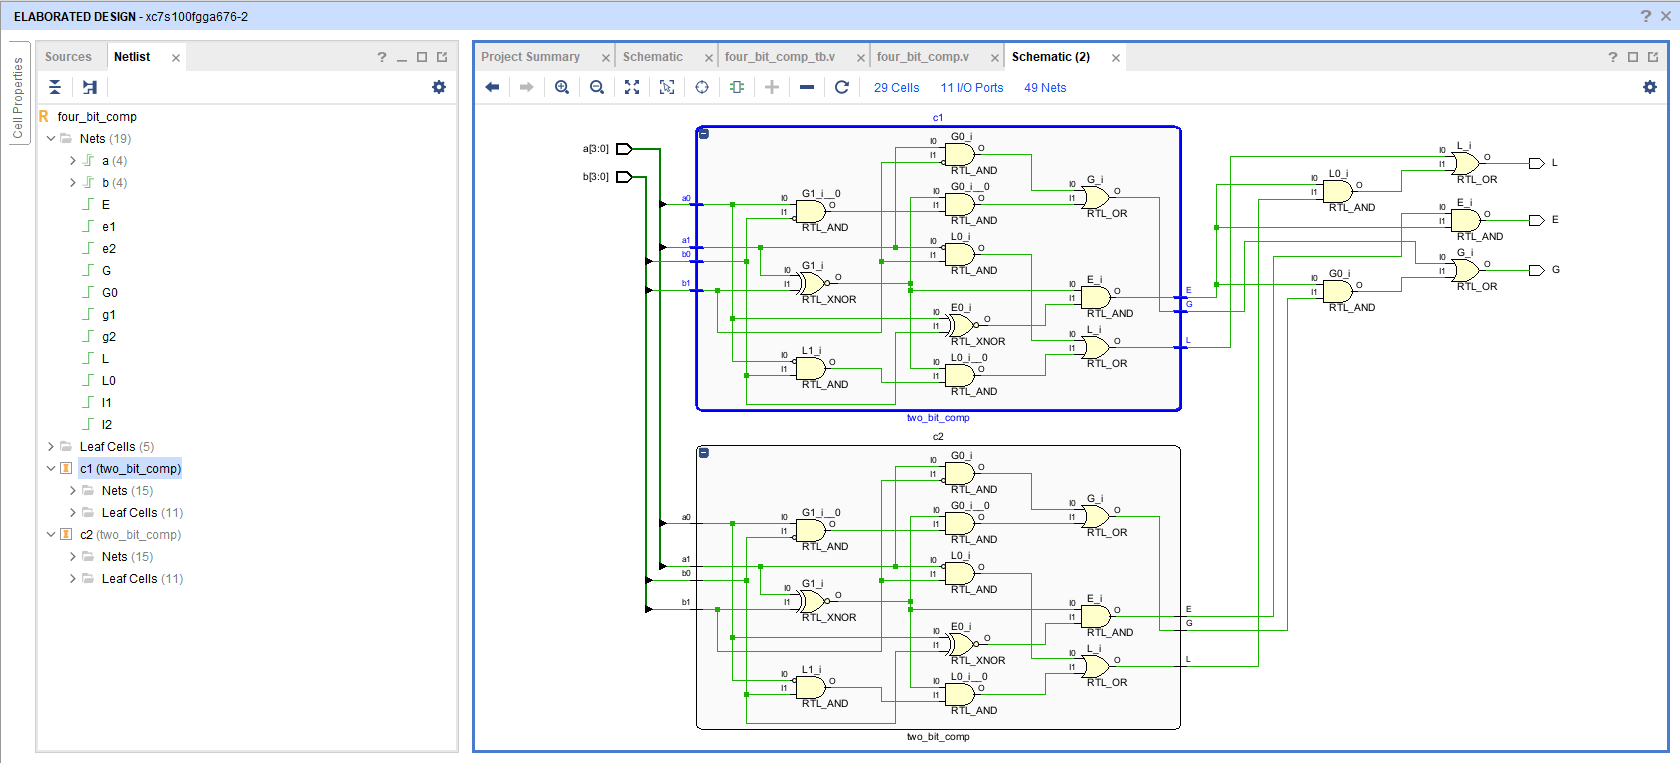 ELABORATED DESIGN - xc7s100fgga676-2
Cell Properties
Sources
Netlist
four_bit_comp
Nets (19)
a (4)
b (4)
E
e1
e2
G
G0
g1
g2
L
L0
l1
l2
Leaf Cells (5)
c1 (two_bit_comp)
Nets (15)
Leaf Cells (11)
c2 (two_bit_comp)
Nets (15)
Leaf Cells (11)
Project Summary
Schematic
four_bit_comp_tb.v
four_bit_comp.v
Schematic (2)
29 Cells
11 I/O Ports
49 Nets
a[3:0]
b[3:0]
c1
a0
a1
b0
b1
G1_i__0
I0
I1
O
RTL_AND
G1_i
I0
I1
O
RTL_XNOR
L1_i
I0
I1
O
RTL_AND
G0_i
I0
I1
O
RTL_AND
G0_i__0
I0
I1
O
RTL_AND
L0_i
I0
I1
O
RTL_AND
E0_i
I0
I1
O
RTL_XNOR
L0_i__0
I0
I1
O
RTL_AND
G_i
I0
I1
O
RTL_OR
E_i
I0
I1
O
RTL_AND
L_i
I0
I1
O
RTL_OR
E
G
L
two_bit_comp
c2
a0
a1
b0
b1
G1_i__0
I0
I1
O
RTL_AND
G1_i
I0
I1
O
RTL_XNOR
L1_i
I0
I1
O
RTL_AND
G0_i
I0
I1
O
RTL_AND
G0_i__0
I0
I1
O
RTL_AND
L0_i
I0
I1
O
RTL_AND
E0_i
I0
I1
O
RTL_XNOR
L0_i__0
I0
I1
O
RTL_AND
G_i
I0
I1
O
RTL_OR
E_i
I0
I1
O
RTL_AND
L_i
I0
I1
O
RTL_OR
E
G
L
two_bit_comp
L0_i
I0
I1
O
RTL_AND
G0_i
I0
I1
O
RTL_AND
L_i
I0
I1
O
RTL_OR
L
E_i
I0
I1
O
RTL_AND
E
G_i
I0
I1
O
RTL_OR
G